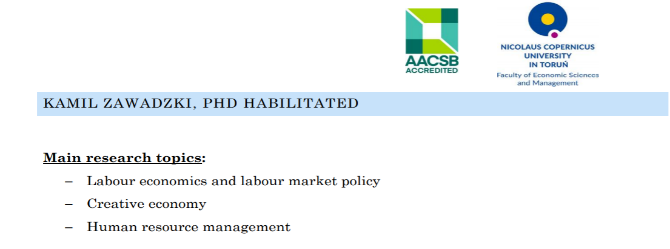 AACSB
ACCREDITED
NICOLAUS COPERNICUS
UNIVERSITY
IN TORUŃ
Faculty of Economic Sciences
and Management
KAMIL ZAWADZKI, PHD HABILITATED
Main research topics:
– Labour economics and labour market policy
– Creative economy
– Human resource management